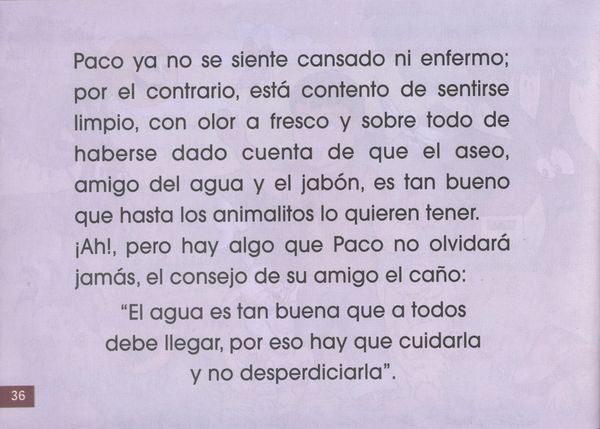 Paco ya no se siente cansado ni enfermo;
por el contrario, está contento de sentirse
limpio, con olor a fresco y sobre todo de
haberse dado cuenta de que el aseo,
amigo del agua y el jabón, es tan bueno
que hasta los animalitos lo quieren tener.
¡Ah!, pero hay algo que Paco no olvidará
jamás, el consejo de su amigo el caño:
“El agua es tan buena que a todos
debe llegar, por eso hay que cuidarla
y no desperdiciarla”.
36